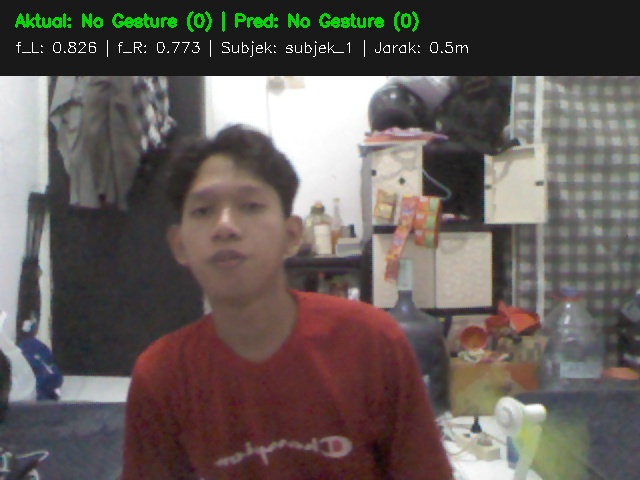 Aktual: No Gesture (0) | Pred: No Gesture (0)
f_L: 0.826 | f_R: 0.773 | Subjek: subjek_1 | Jarak: 0.5m
Champion